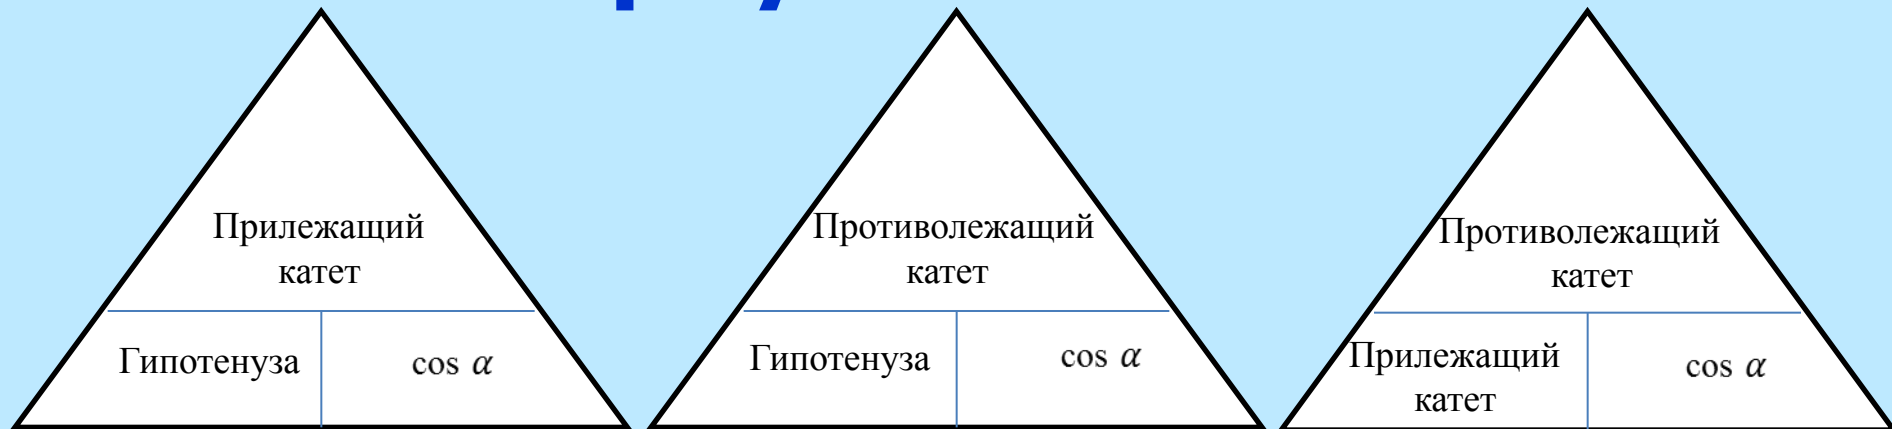 Прилежащий
катет
Гипотенуза
cos α
Противолежащий
катет
Гипотенуза
cos α
Противолежащий
катет
Прилежащий
катет
cos α